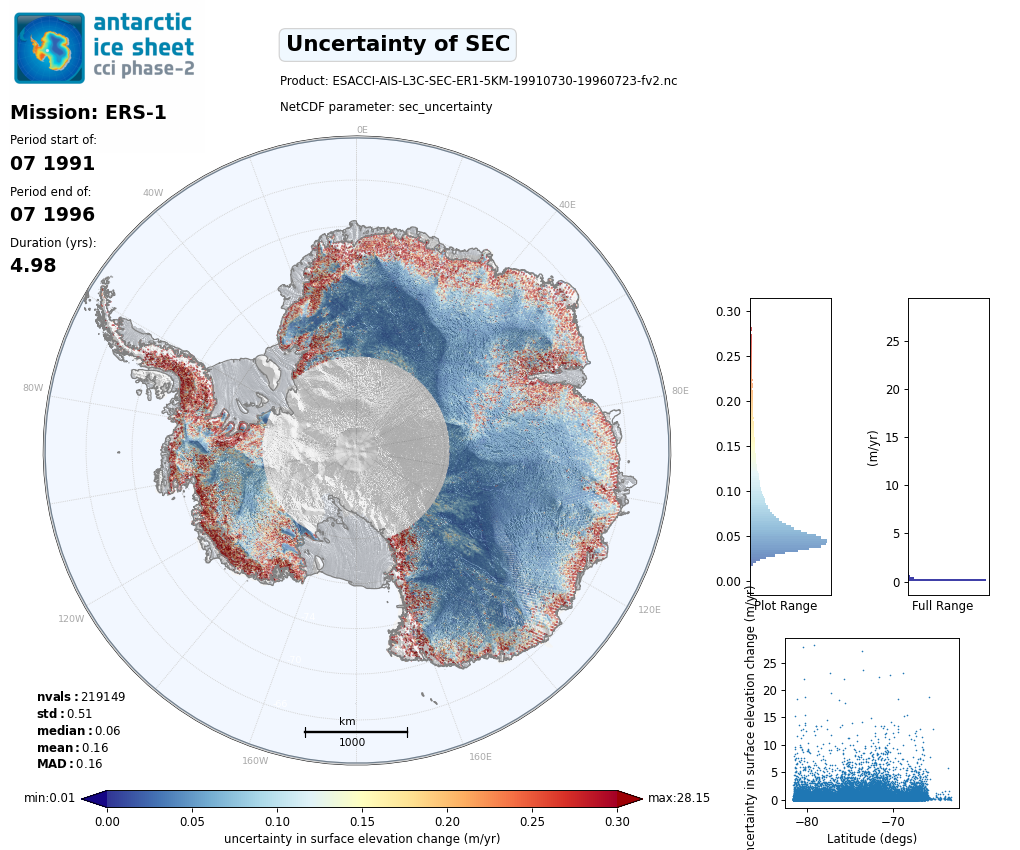 antarctic
ice sheet
cci phase-2
Uncertainty of SEC
Product: ESACCI-AIS-L3C-SEC-ER1-5KM-19910730-19960723-fv2.nc
NetCDF parameter: sec_uncertainty
Mission: ERS-1
Period start of:
07 1991
Period end of:
07 1996
Duration (yrs):
4.98
0E
40W
40E
80W
80E
120W
120E
160W
160E
-70
km
1000
nvals:219149
std:0.51
median:0.06
mean:0.16
MAD:0.16
min:0.01
max:28.15
0.00 0.05 0.10 0.15 0.20 0.25 0.30
uncertainty in surface elevation change (m/yr)
0.30
0.25
0.20
0.15
0.10
0.05
0.00
Plot Range
(m/yr)
25
20
15
10
5
0
Full Range
uncertainty in surface elevation change (m/yr)
25
20
15
10
5
0
−80 −70
Latitude (degs)